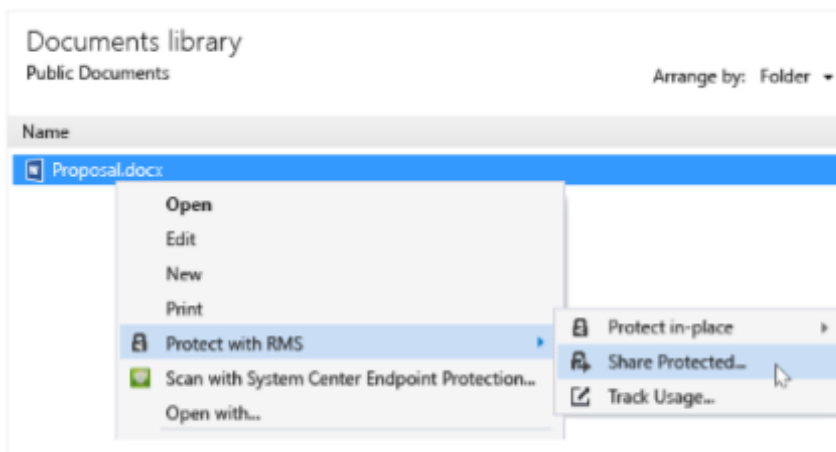 Documents library
Public Documents
Arrange by: Folder
Name
Proposal.docx
Open
Edit
New
Print
Protect with RMS
Scan with System Center Endpoint Protection...
Open with...
Protect in-place
Share Protected...
Track Usage...